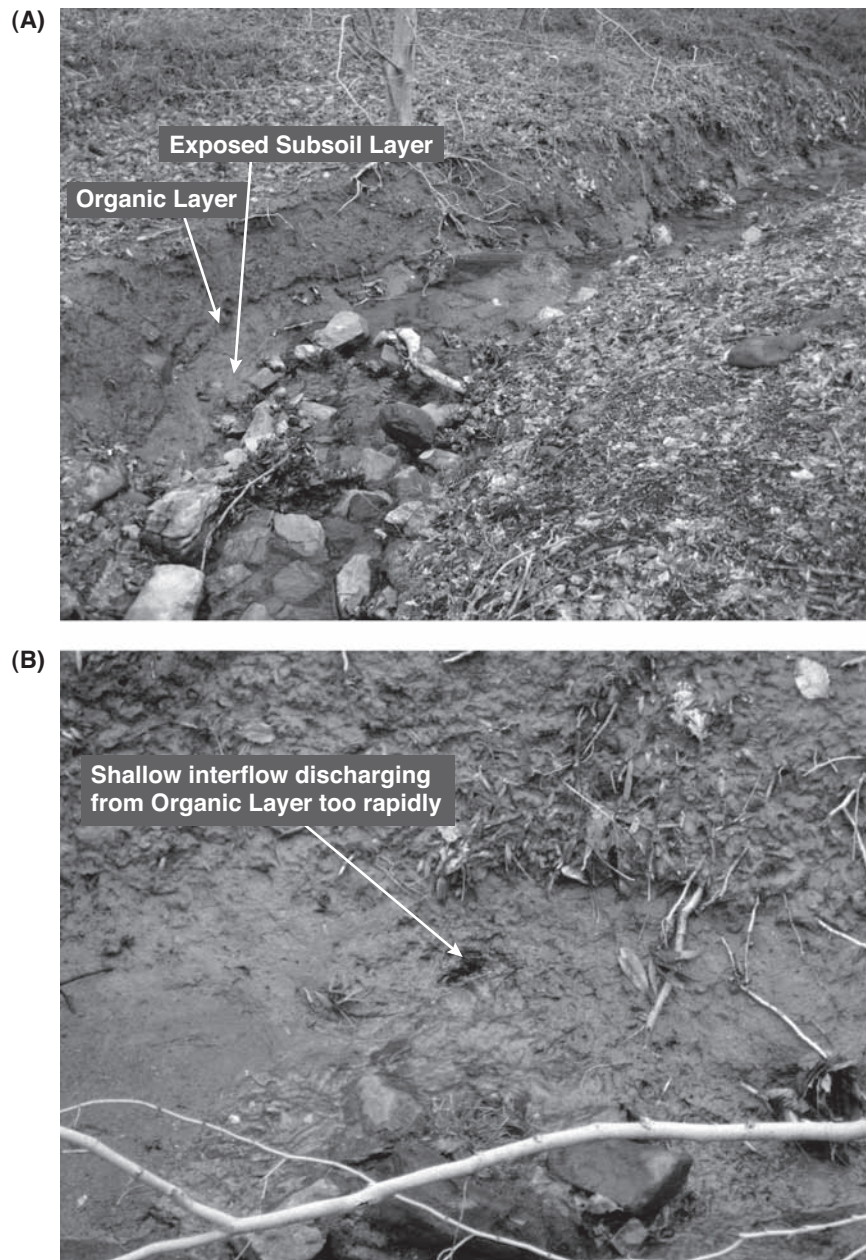 (A)
Exposed Subsoil Layer
Organic Layer
(B)
Shallow interflow discharging
from Organic Layer too rapidly